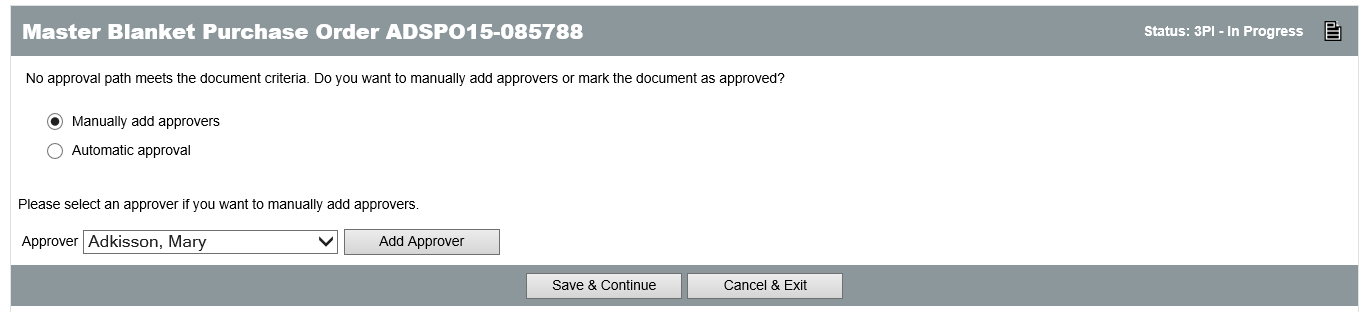 Master Blanket Purchase Order ADSPO15-085788
Status: 3PI - In Progress
No approval path meets the document criteria. Do you want to manually add approvers or mark the document as approved?
Manually add approvers
Automatic approval
Please select an approver if you want to manually add approvers.
Approver Adkisson, Mary Add Approver
Save & Continue Cancel & Exit